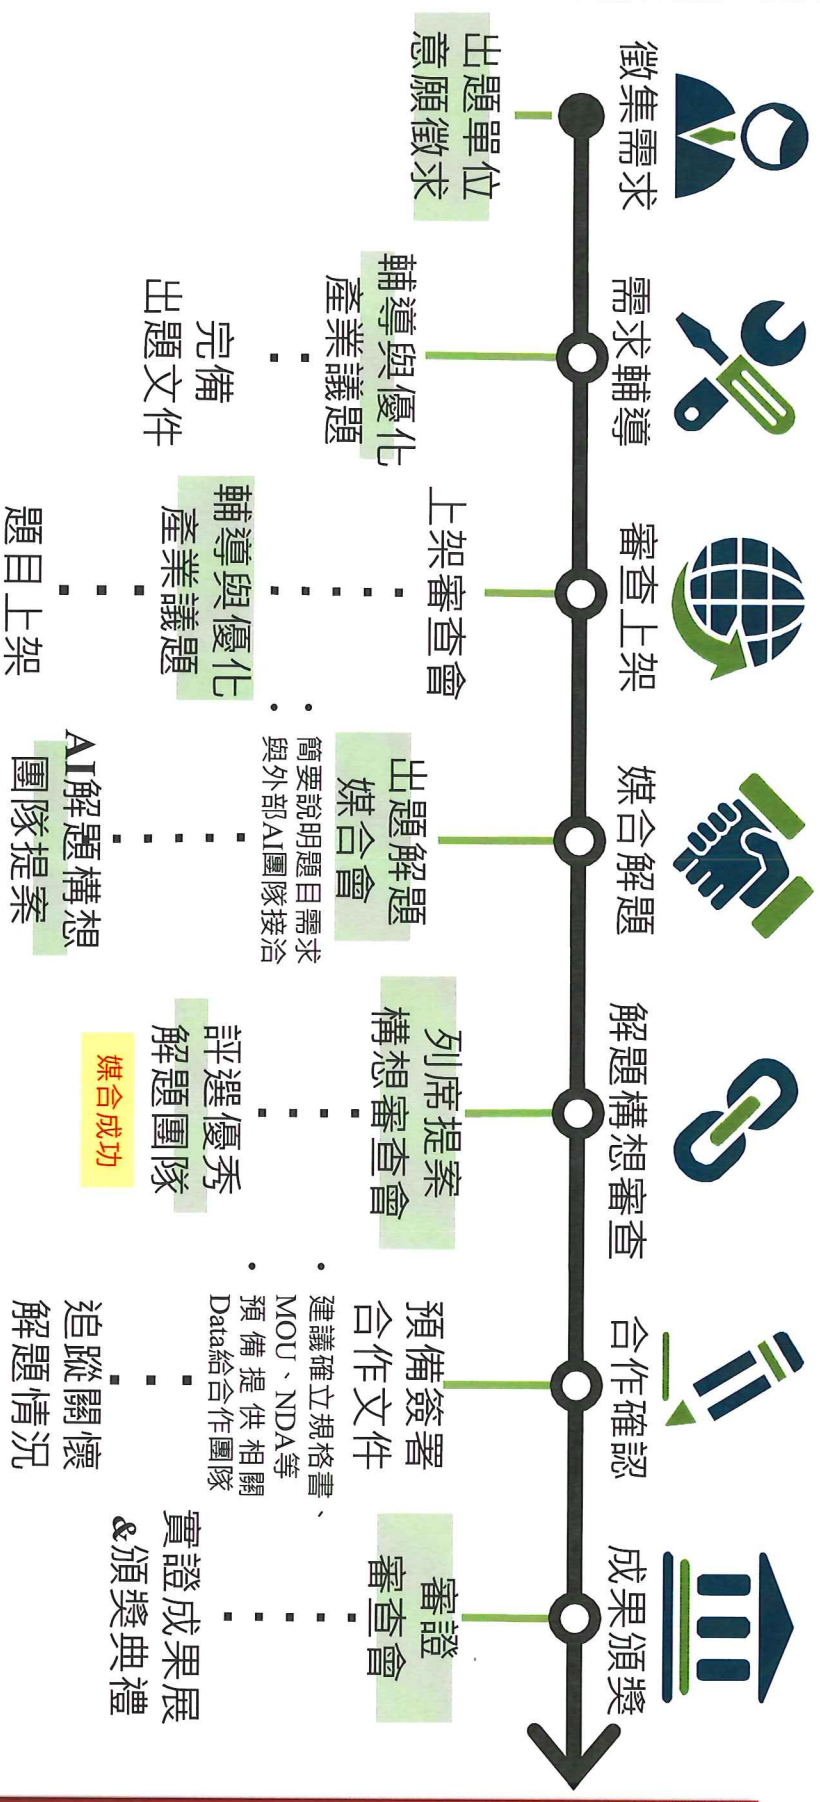 徵集需求
出題單位
意願徵求
需求輔導
輔導與優化
產業議題
完備
出題文件
審查上架
上架審查會
輔導與優化
產業議題
題目上架
媒合解題
出題解題
媒合會
• 簡要說明題目需求
• 與外部AI團隊接洽
AI解題構想
團隊提案
解題構想審查
列席提案
構想審查會
評選優秀
解題團隊
媒合成功
合作確認
預備簽署
合作文件
• 建議確立規格書、
MOU、NDA等
• 預備提供相關
Data給合作團隊
追蹤關懷
解題情況
成果頒獎
審證
審查會
實證成果展
&頒獎典禮